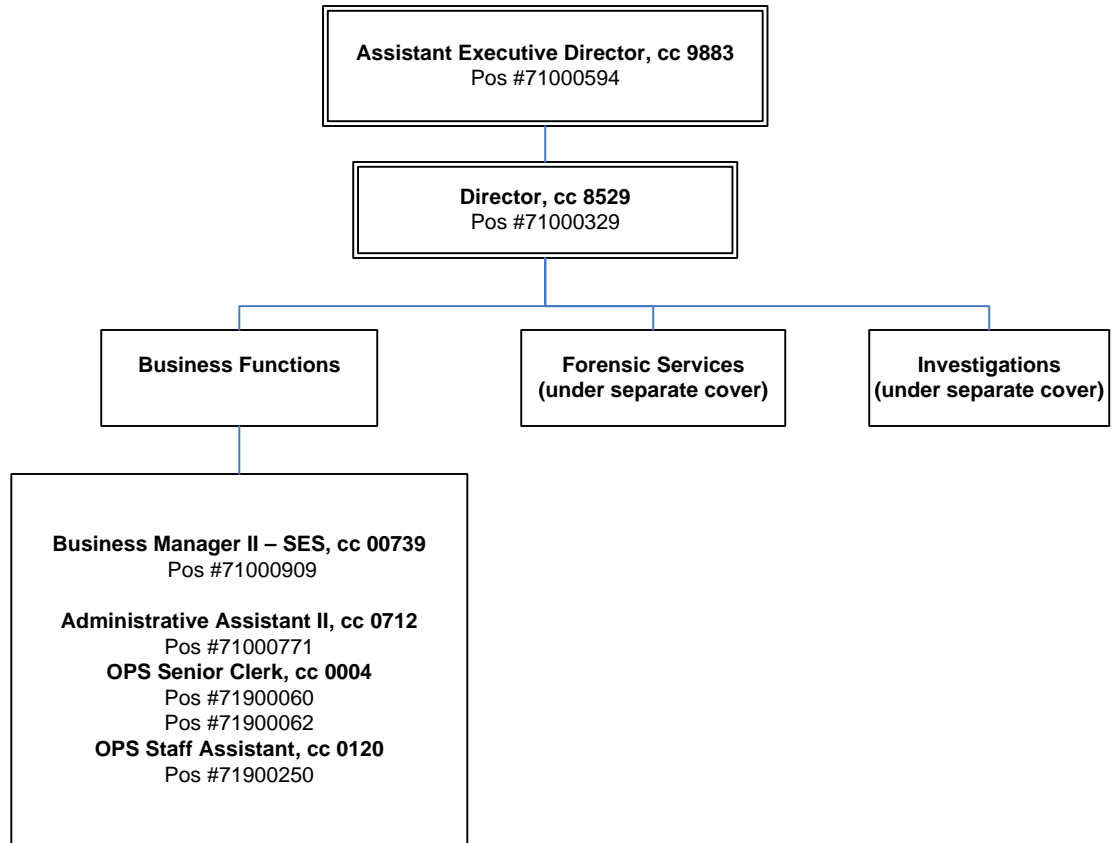 Assistant Executive Director, cc 9883
Pos #71000594
Director, cc 8529
Pos #71000329
Business Functions
Forensic Services
(under separate cover)
Investigations
(under separate cover)
Business Manager II – SES, cc 00739
Pos #71000909
Administrative Assistant II, cc 0712
Pos #71000771
OPS Senior Clerk, cc 0004
Pos #71900060
Pos #71900062
OPS Staff Assistant, cc 0120
Pos #71900250